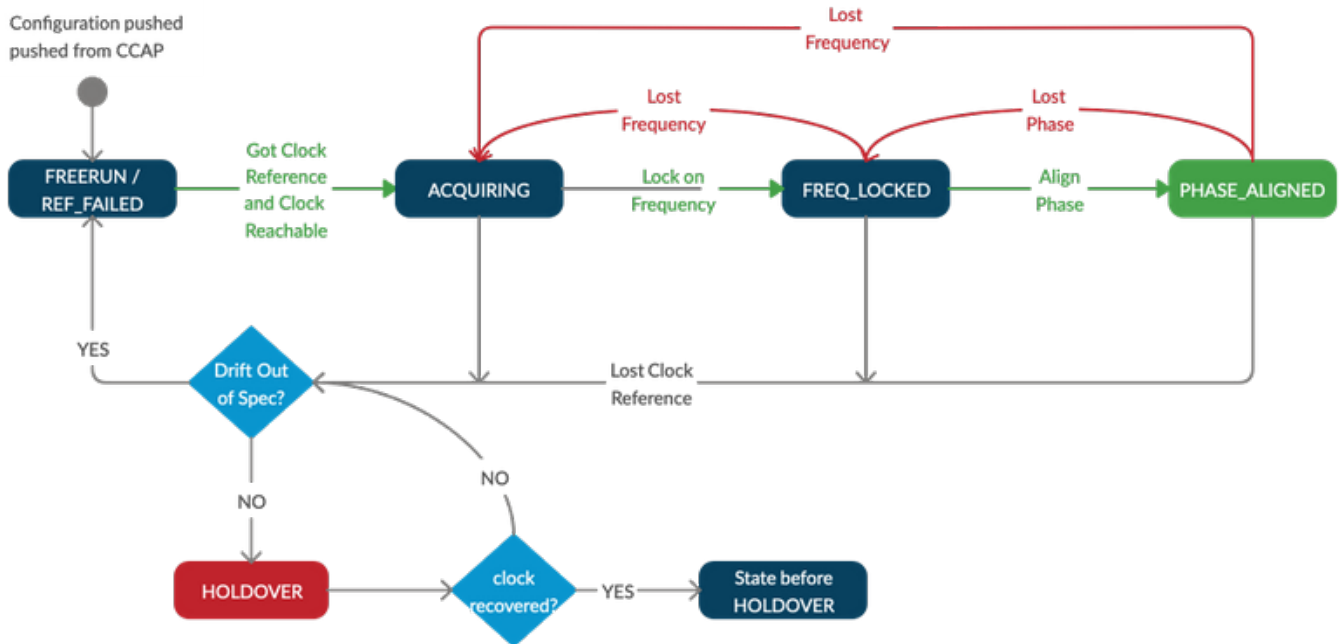 Configuration pushed
pushed from CCAP
Lost
Frequency
Lost
Frequency
Lost
Phase
FREERUN /
REF_FAILED
Got Clock
Reference
and Clock
Reachable
ACQUIRING
Lock on
Frequency
FREQ_LOCKED
Align
Phase
PHASE_ALIGNED
YES
Drift Out
of Spec?
Lost Clock
Reference
NO
NO
HOLDOVER
clock
recovered?
YES
State before
HOLDOVER